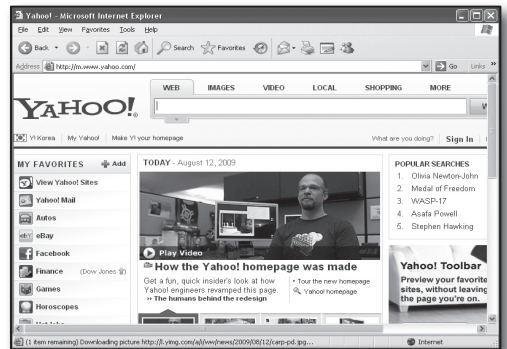 Yahoo! - Microsoft Internet Explorer
File Edit View Favorites Tools Help
Back Search Favorites
Address http://m.www.yahoo.com/ Go Links
WEB IMAGES VIDEO LOCAL SHOPPING MORE
YAHOO!
W
Y! Korea My Yahoo! Make Y! your homepage What are you doing? Sign In
MY FAVORITES Add
View Yahoo! Sites
Yahoo! Mail
Autos
eBay
Facebook
Finance (Dow Jones
Games
Horoscopes
TODAY - August 12, 2009
Play Video
How the Yahoo! homepage was made
Get a fun, quick insider's look at how
Yahoo! engineers revamped this page.
» The humans behind the redesign
• Tour the new homepage
Yahoo! homepage
POPULAR SEARCHES
1. Olivia Newton-John
2. Medal of Freedom
3. WASP-17
4. Asafa Powell
5. Stephen Hawking
Yahoo! Toolbar
Preview your favorite
sites, without leaving
the page you're on.
(1 item remaining) Downloading picture http://l.yimg.com/a/i/ww/news/2009/08/12/carp-pd.jpg... Internet